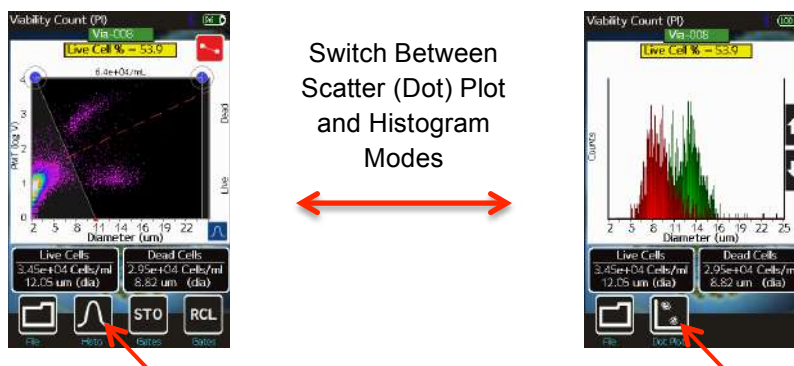 Viability Count (PI)
Via-008
Live Cell % = 53.9
6.4e+04/mL
PMT (log V)
4
3
2
1
0
Dead
Live
2 5 8 11 14 16 19 22
Diameter (um)
Live Cells
3.45e+04 Cells/ml
12.05 um (dia)
Dead Cells
2.95e+04 Cells/ml
8.82 um (dia)
STO
RCL
File
Histo
Gates
Gates
Switch Between
Scatter (Dot) Plot
and Histogram
Modes
Viability Count (PI)
100
Via-008
Live Cell % = 53.9
Counts
2 5 8 11 14 16 19 22 25
Diameter (um)
Live Cells
3.45e+04 Cells/ml
12.05 um (dia)
Dead Cells
2.95e+04 Cells/m
8.82 um (dia)
File
Dot Plot